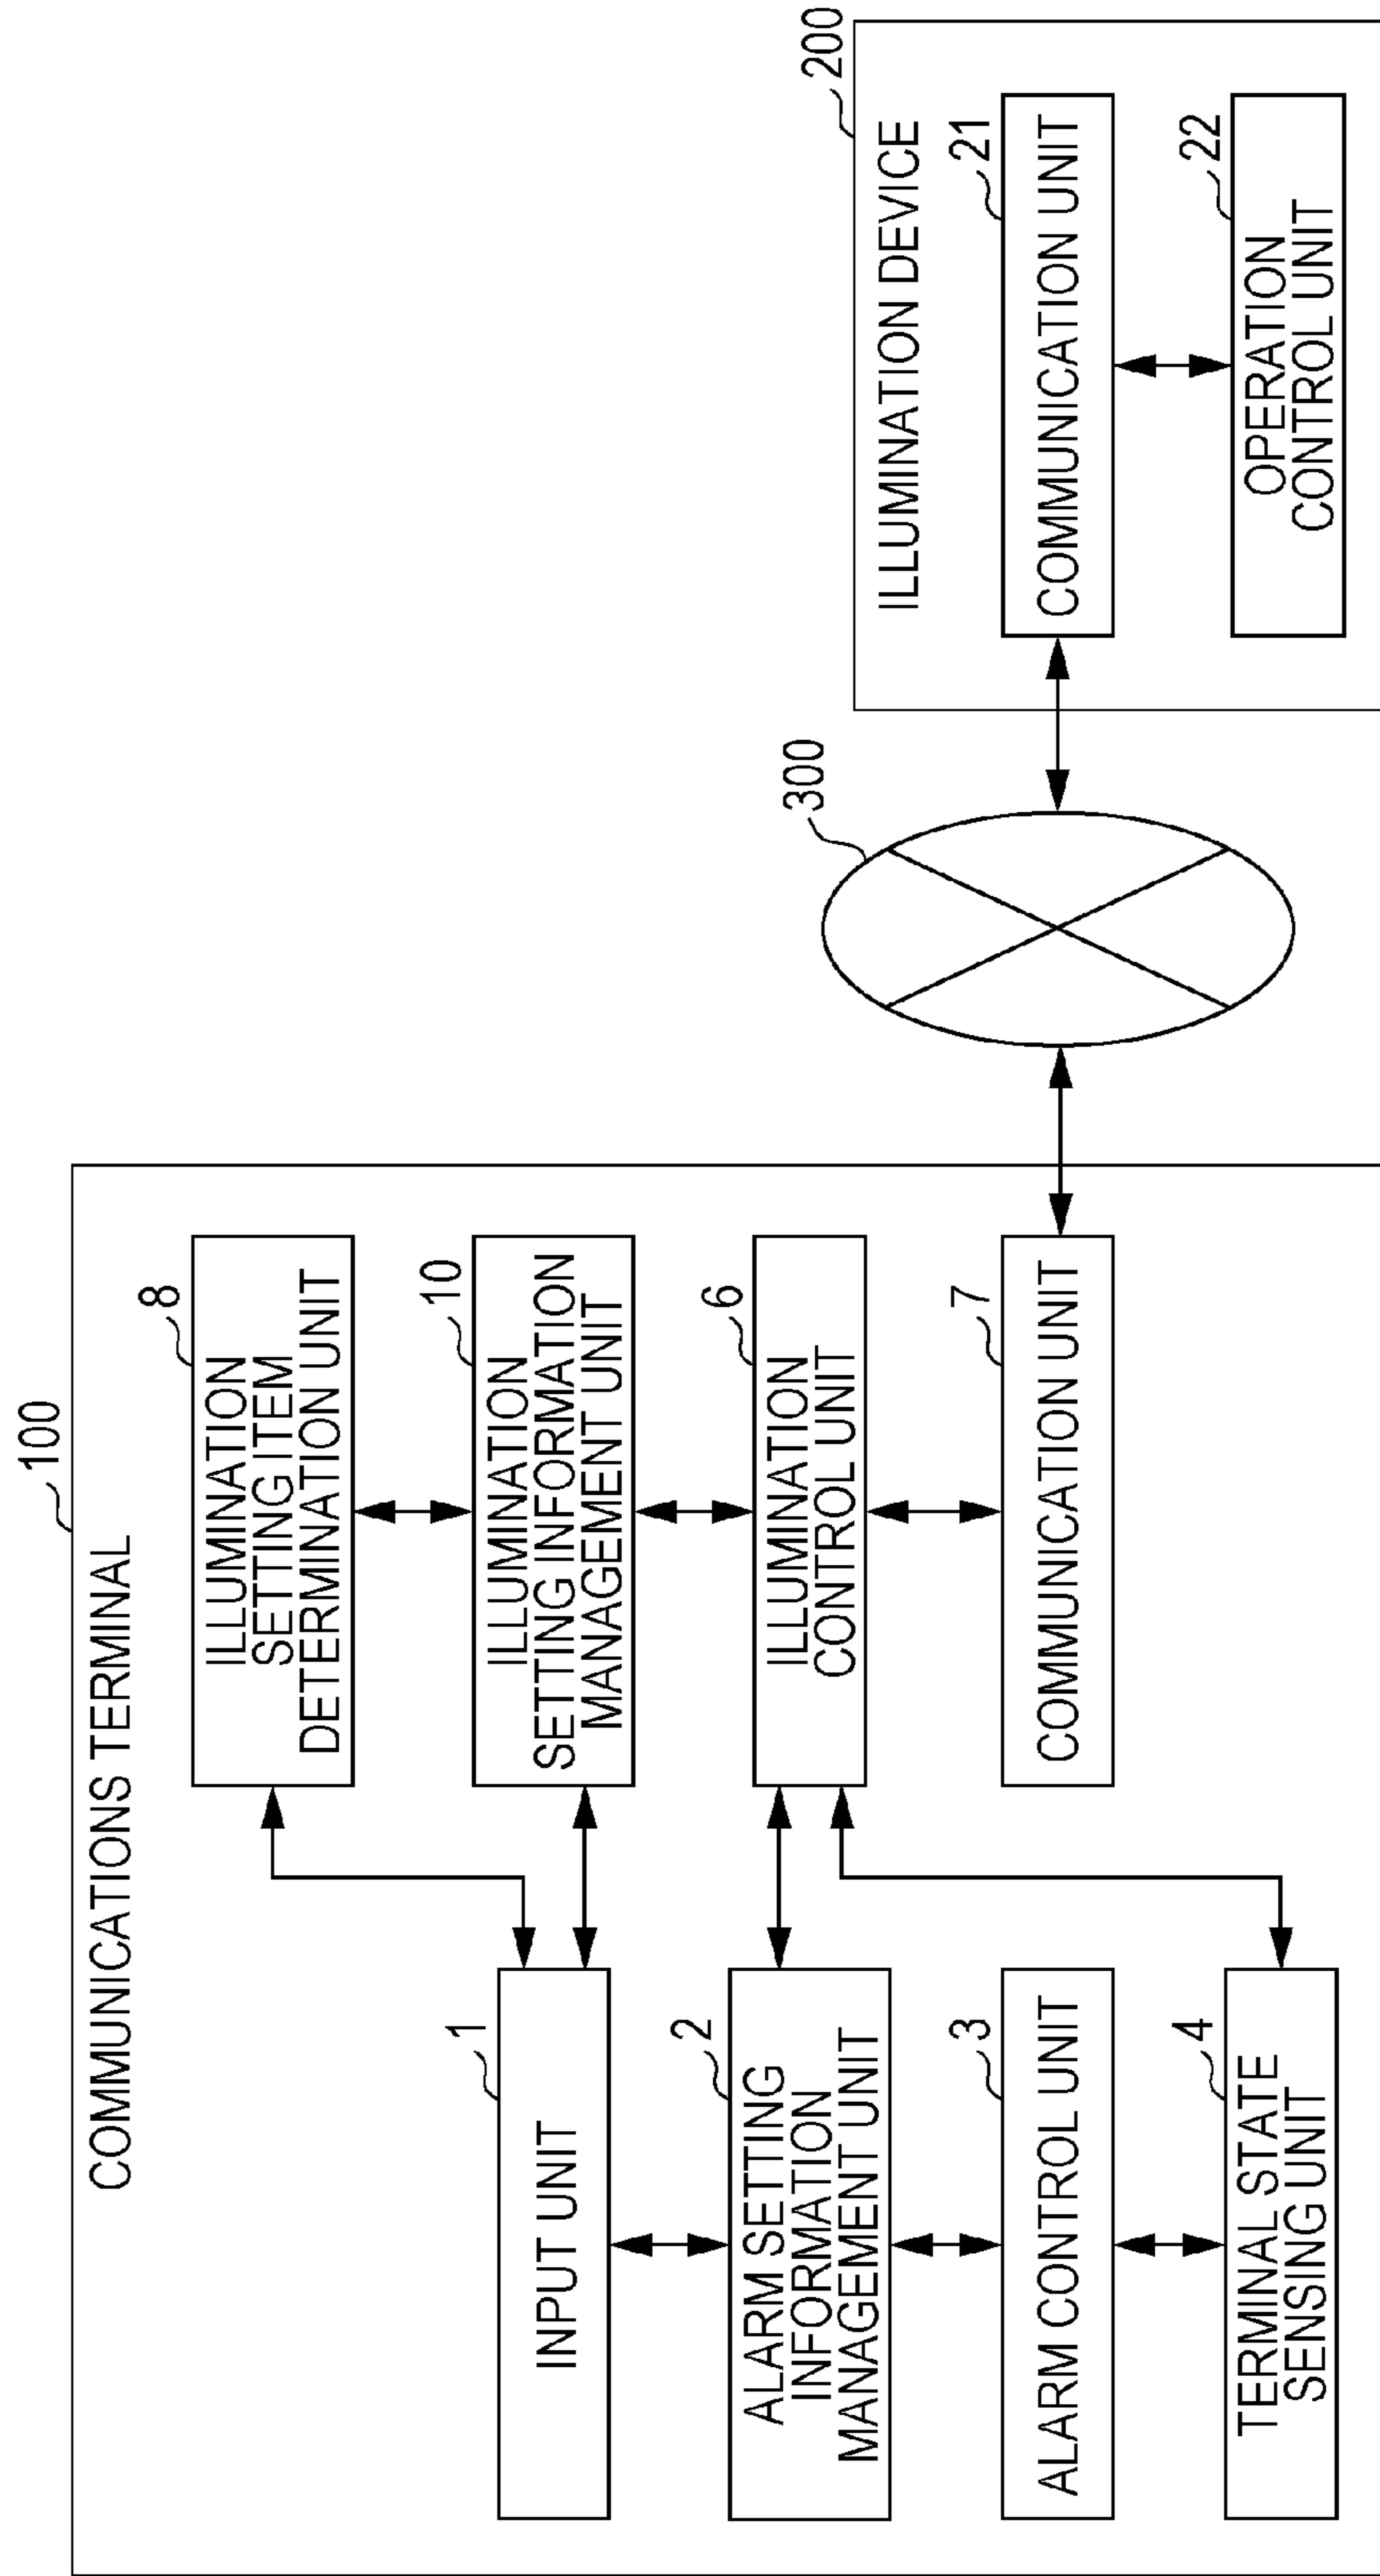 100
COMMUNICATIONS TERMINAL
1
INPUT UNIT
2
ALARM SETTING
INFORMATION
MANAGEMENT UNIT
3
ALARM CONTROL UNIT
4
TERMINAL STATE
SENSING UNIT
8
ILLUMINATION
SETTING ITEM
DETERMINATION UNIT
10
ILLUMINATION
SETTING INFORMATION
MANAGEMENT UNIT
6
ILLUMINATION
CONTROL UNIT
7
COMMUNICATION UNIT
300
200
ILLUMINATION DEVICE
21
COMMUNICATION UNIT
22
OPERATION
CONTROL UNIT